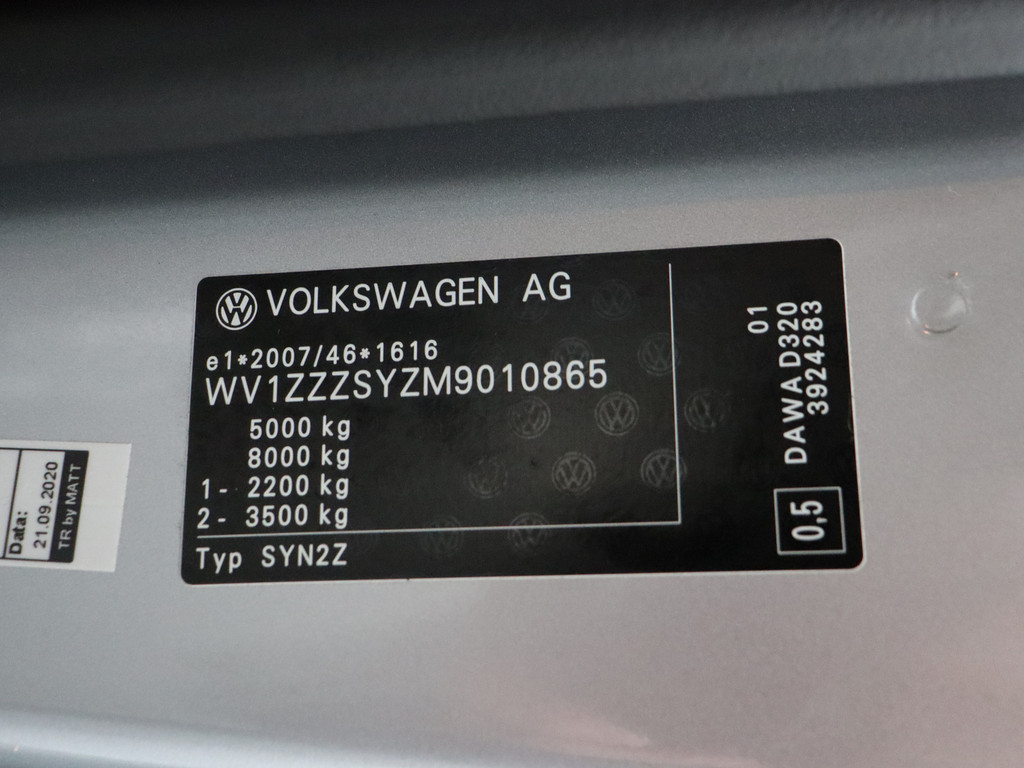 VOLKSWAGEN AG
e1*2007/46*1616
WV1ZZZSYZM9010865
5000 kg
8000 kg
1- 2200 kg
2- 3500 kg
Typ SYN2Z
01
DAWA D320
3924283
0,5
Data:
21.09.2020
TR by MATT